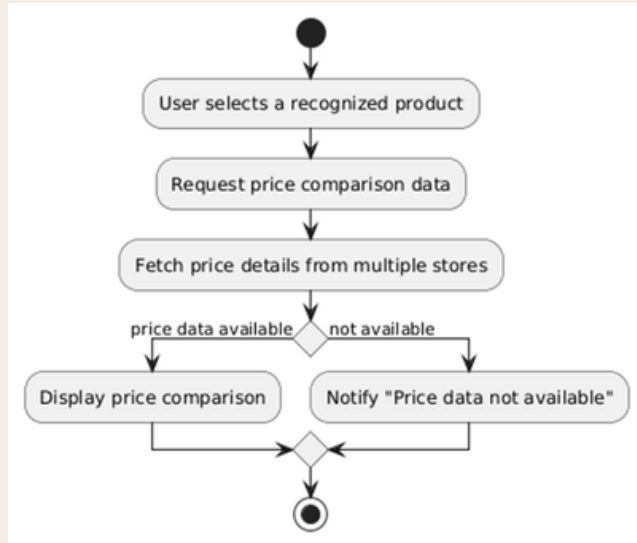 User selects a recognized product
Request price comparison data
Fetch price details from multiple stores
price data available
not available
Display price comparison
Notify "Price data not available"